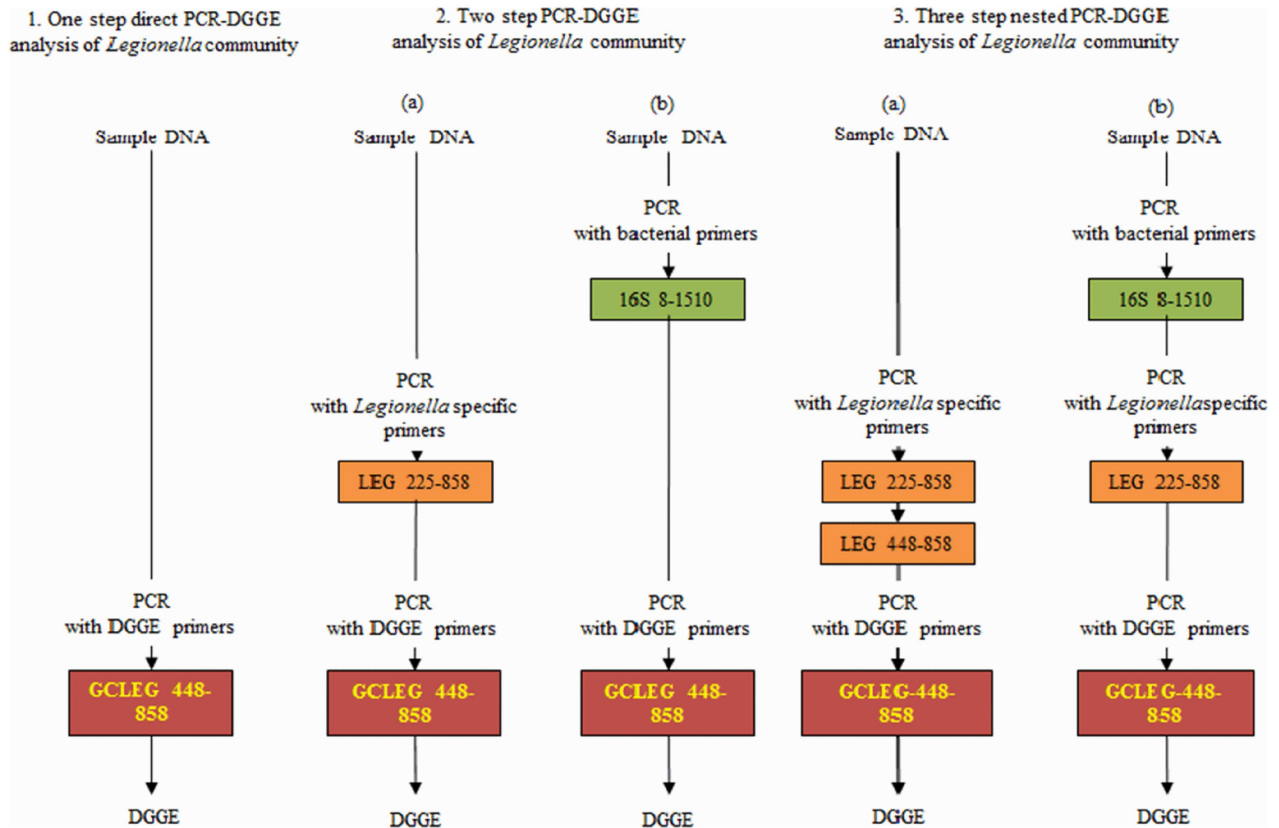 1. One step direct PCR-DGGE
analysis of Legionella community
2. Two step PCR-DGGE
analysis of Legionella community
3. Three step nested PCR-DGGE
analysis of Legionella community
(a)
(b)
(a)
(b)
Sample DNA
Sample DNA
Sample DNA
Sample DNA
Sample DNA
PCR
with bacterial primers
PCR
with bacterial primers
16S 8-1510
16S 8-1510
PCR
with Legionella specific
primers
PCR
with Legionella specific
primers
PCR
with Legionellaspecific
primers
LEG 225-858
LEG 225-858
LEG 225-858
LEG 448-858
PCR
with DGGE primers
PCR
with DGGE primers
PCR
with DGGE primers
PCR
with DGGE primers
PCR
with DGGE primers
GCLEG 448-
858
GCLEG 448-
858
GCLEG 448-
858
GCLEG-448-
858
GCLEG-448-
858
DGGE
DGGE
DGGE
DGGE
DGGE